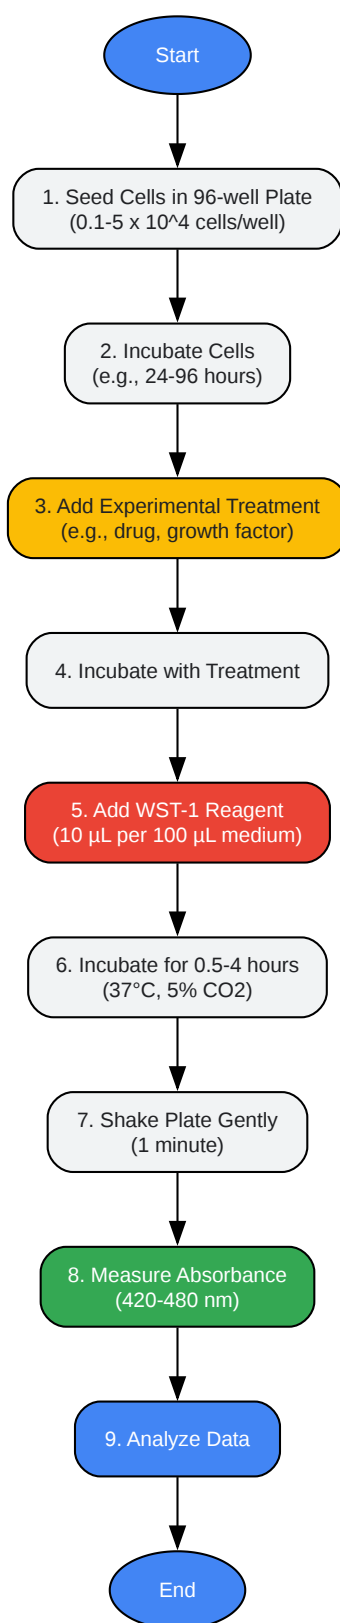 Start
1. Seed Cells in 96-well Plate
(0.1-5 x 10^4 cells/well)
2. Incubate Cells
(e.g., 24-96 hours)
3. Add Experimental Treatment
(e.g., drug, growth factor)
4. Incubate with Treatment
5. Add WST-1 Reagent
(10 µL per 100 µL medium)
6. Incubate for 0.5-4 hours
(37°C, 5% CO2)
7. Shake Plate Gently
(1 minute)
8. Measure Absorbance
(420-480 nm)
9. Analyze Data
End